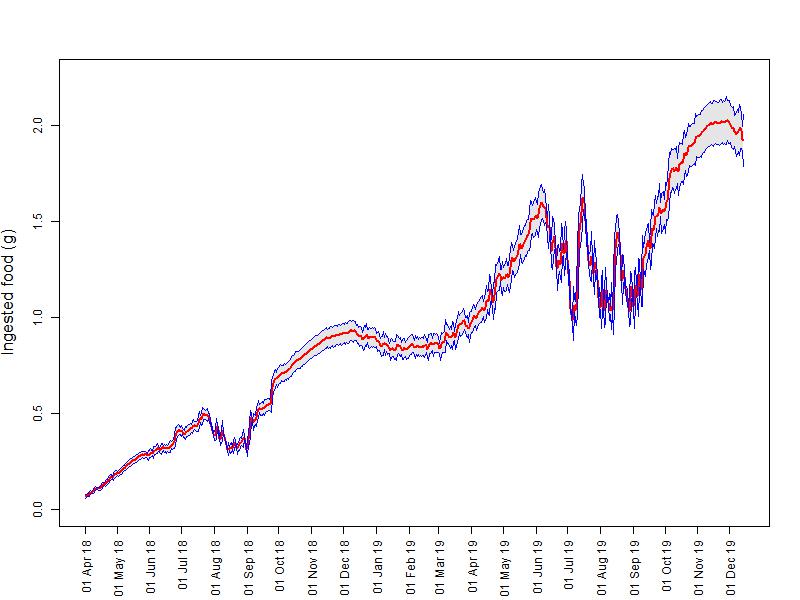 Ingested food (g)
2.0
1.5
1.0
0.5
0.0
01 Apr 18
01 May 18
01 Jun 18
01 Jul 18
01 Aug 18
01 Sep 18
01 Oct 18
01 Nov 18
01 Dec 18
01 Jan 19
01 Feb 19
01 Mar 19
01 Apr 19
01 May 19
01 Jun 19
01 Jul 19
01 Aug 19
01 Sep 19
01 Oct 19
01 Nov 19
01 Dec 19